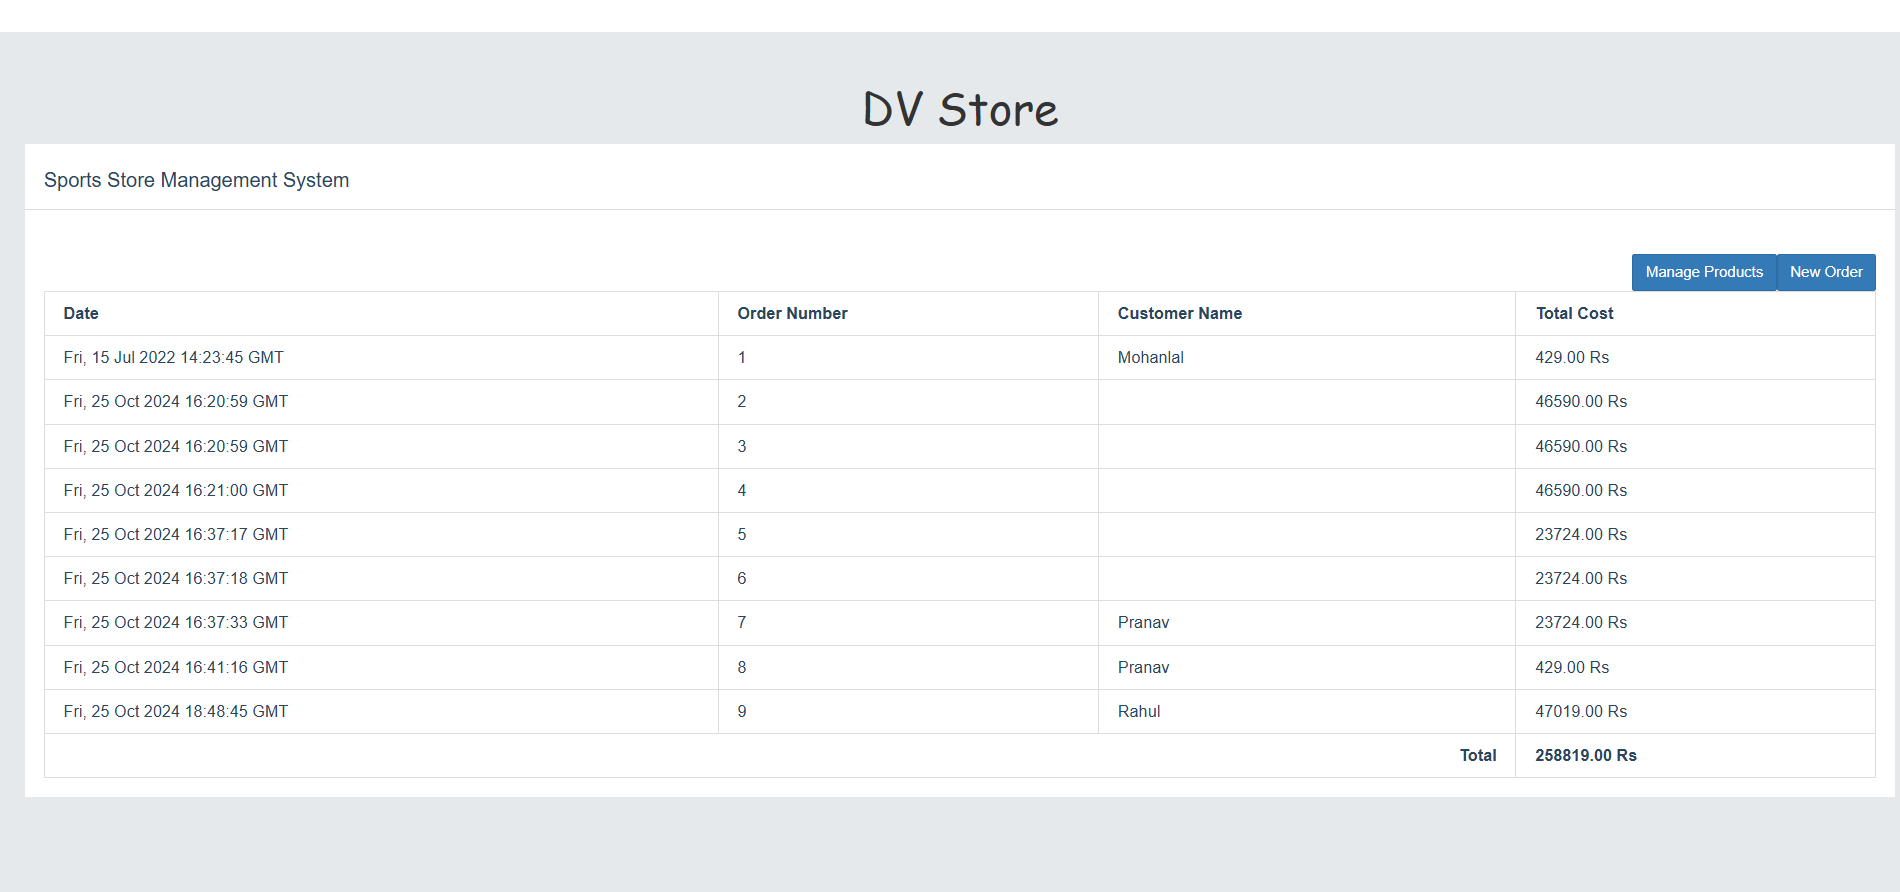 DV Store
Sports Store Management System
Manage Products New Order
Date Order Number Customer Name Total Cost
Fri, 15 Jul 2022 14:23:45 GMT 1 Mohanlal 429.00 Rs
Fri, 25 Oct 2024 16:20:59 GMT 2 46590.00 Rs
Fri, 25 Oct 2024 16:20:59 GMT 3 46590.00 Rs
Fri, 25 Oct 2024 16:21:00 GMT 4 46590.00 Rs
Fri, 25 Oct 2024 16:37:17 GMT 5 23724.00 Rs
Fri, 25 Oct 2024 16:37:18 GMT 6 23724.00 Rs
Fri, 25 Oct 2024 16:37:33 GMT 7 Pranav 23724.00 Rs
Fri, 25 Oct 2024 16:41:16 GMT 8 Pranav 429.00 Rs
Fri, 25 Oct 2024 18:48:45 GMT 9 Rahul 47019.00 Rs
Total 258819.00 Rs